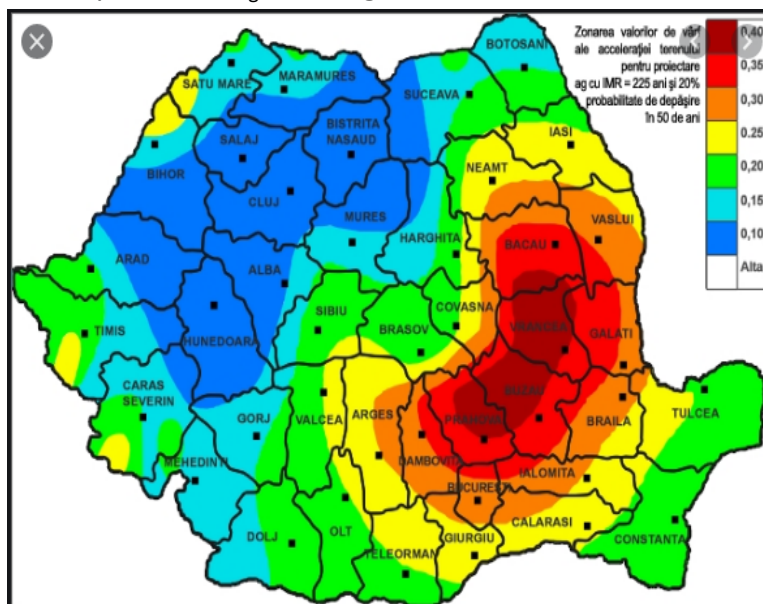 Zonarea valorilor de vârf
ale accelerației terenului
pentru proiectare
ag cu IMR = 225 ani și 20%
probabilitate de depășire
în 50 de ani
0,40
0,35
0,30
0.25
0,20
0,15
0,10
Alta
BOTOSANI
SATU MARE
MARAMURES
SUCEAVA
SALAJ
BISTRITA
NASAUD
IASI
BIHOR
NEAMT
CLUJ
MURES
HARGHITA
BACAU
VASLUI
ARAD
ALBA
SIBIU
COVASNA
BRASOV
TIMIS
HUNEDOARA
VRANCEA
GALATI
CARAS
SEVERIN
GORJ
VALCEA
ARGES
PRAHOVA
BUZAU
BRAILA
TULCEA
MEHEDINTI
DAMBOVITA
BUCURESTI
IALOMITA
DOLJ
OLT
TELEORMAN
GIURGIU
CALARASI
CONSTANTA